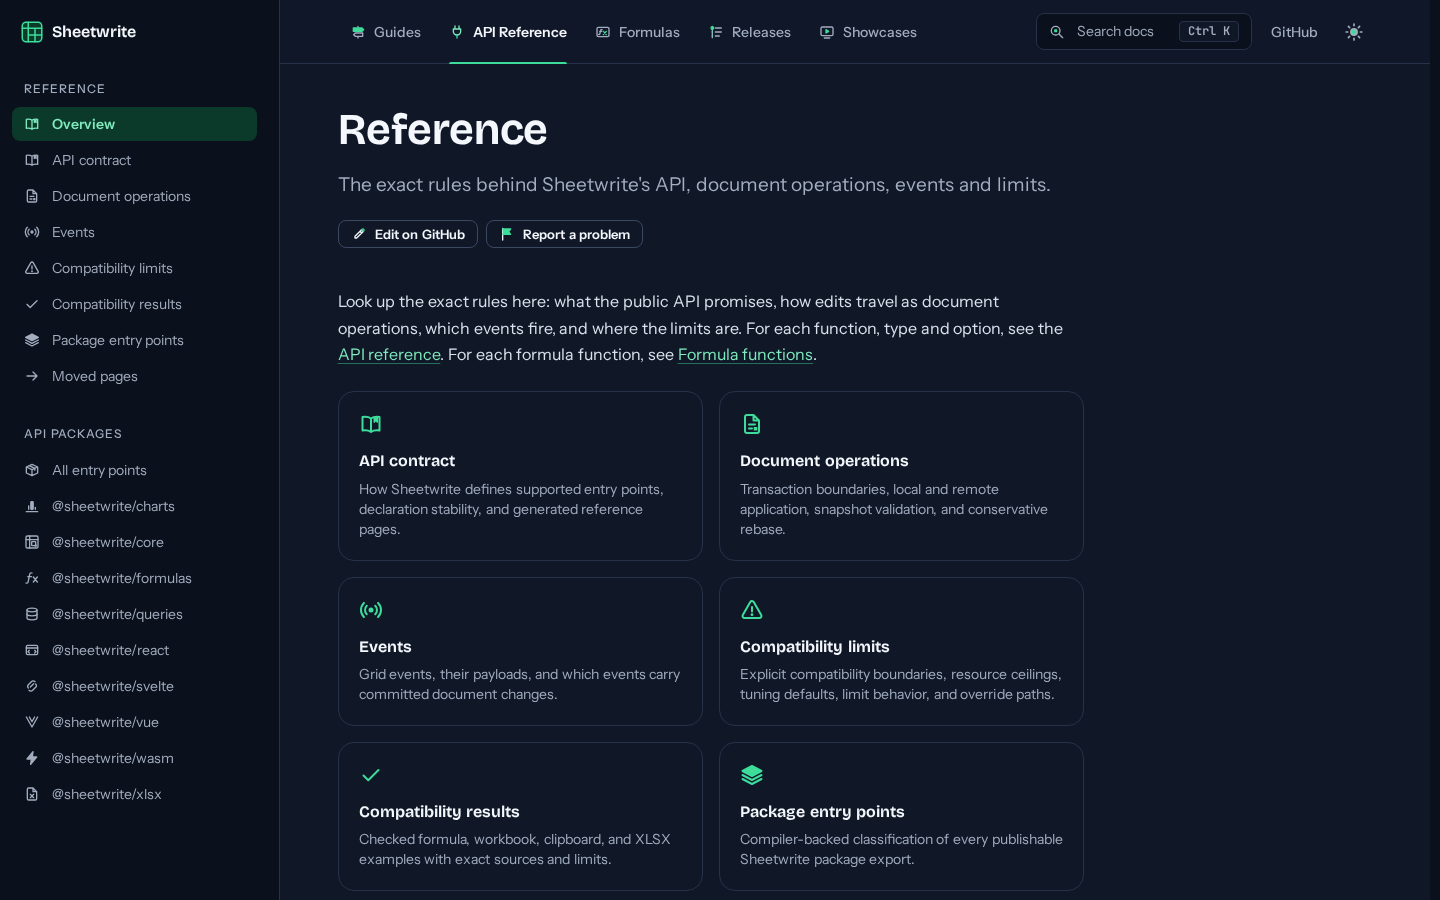 Sheetwrite
REFERENCE
Overview
API contract
Document operations
Events
Compatibility limits
Compatibility results
Package entry points
Moved pages
API PACKAGES
All entry points
@sheetwrite/charts
@sheetwrite/core
@sheetwrite/formulas
@sheetwrite/queries
@sheetwrite/react
@sheetwrite/svelte
@sheetwrite/vue
@sheetwrite/wasm
@sheetwrite/xlsx
Guides
API Reference
Formulas
Releases
Showcases
Search docs
Ctrl K
GitHub
Reference
The exact rules behind Sheetwrite's API, document operations, events and limits.
Edit on GitHub
Report a problem
Look up the exact rules here: what the public API promises, how edits travel as document
operations, which events fire, and where the limits are. For each function, type and option, see the
API reference. For each formula function, see Formula functions.
API contract
How Sheetwrite defines supported entry points,
declaration stability, and generated reference
pages.
Document operations
Transaction boundaries, local and remote
application, snapshot validation, and conservative
rebase.
Events
Grid events, their payloads, and which events carry
committed document changes.
Compatibility limits
Explicit compatibility boundaries, resource ceilings,
tuning defaults, limit behavior, and override paths.
Compatibility results
Checked formula, workbook, clipboard, and XLSX
examples with exact sources and limits.
Package entry points
Compiler-backed classification of every publishable
Sheetwrite package export.